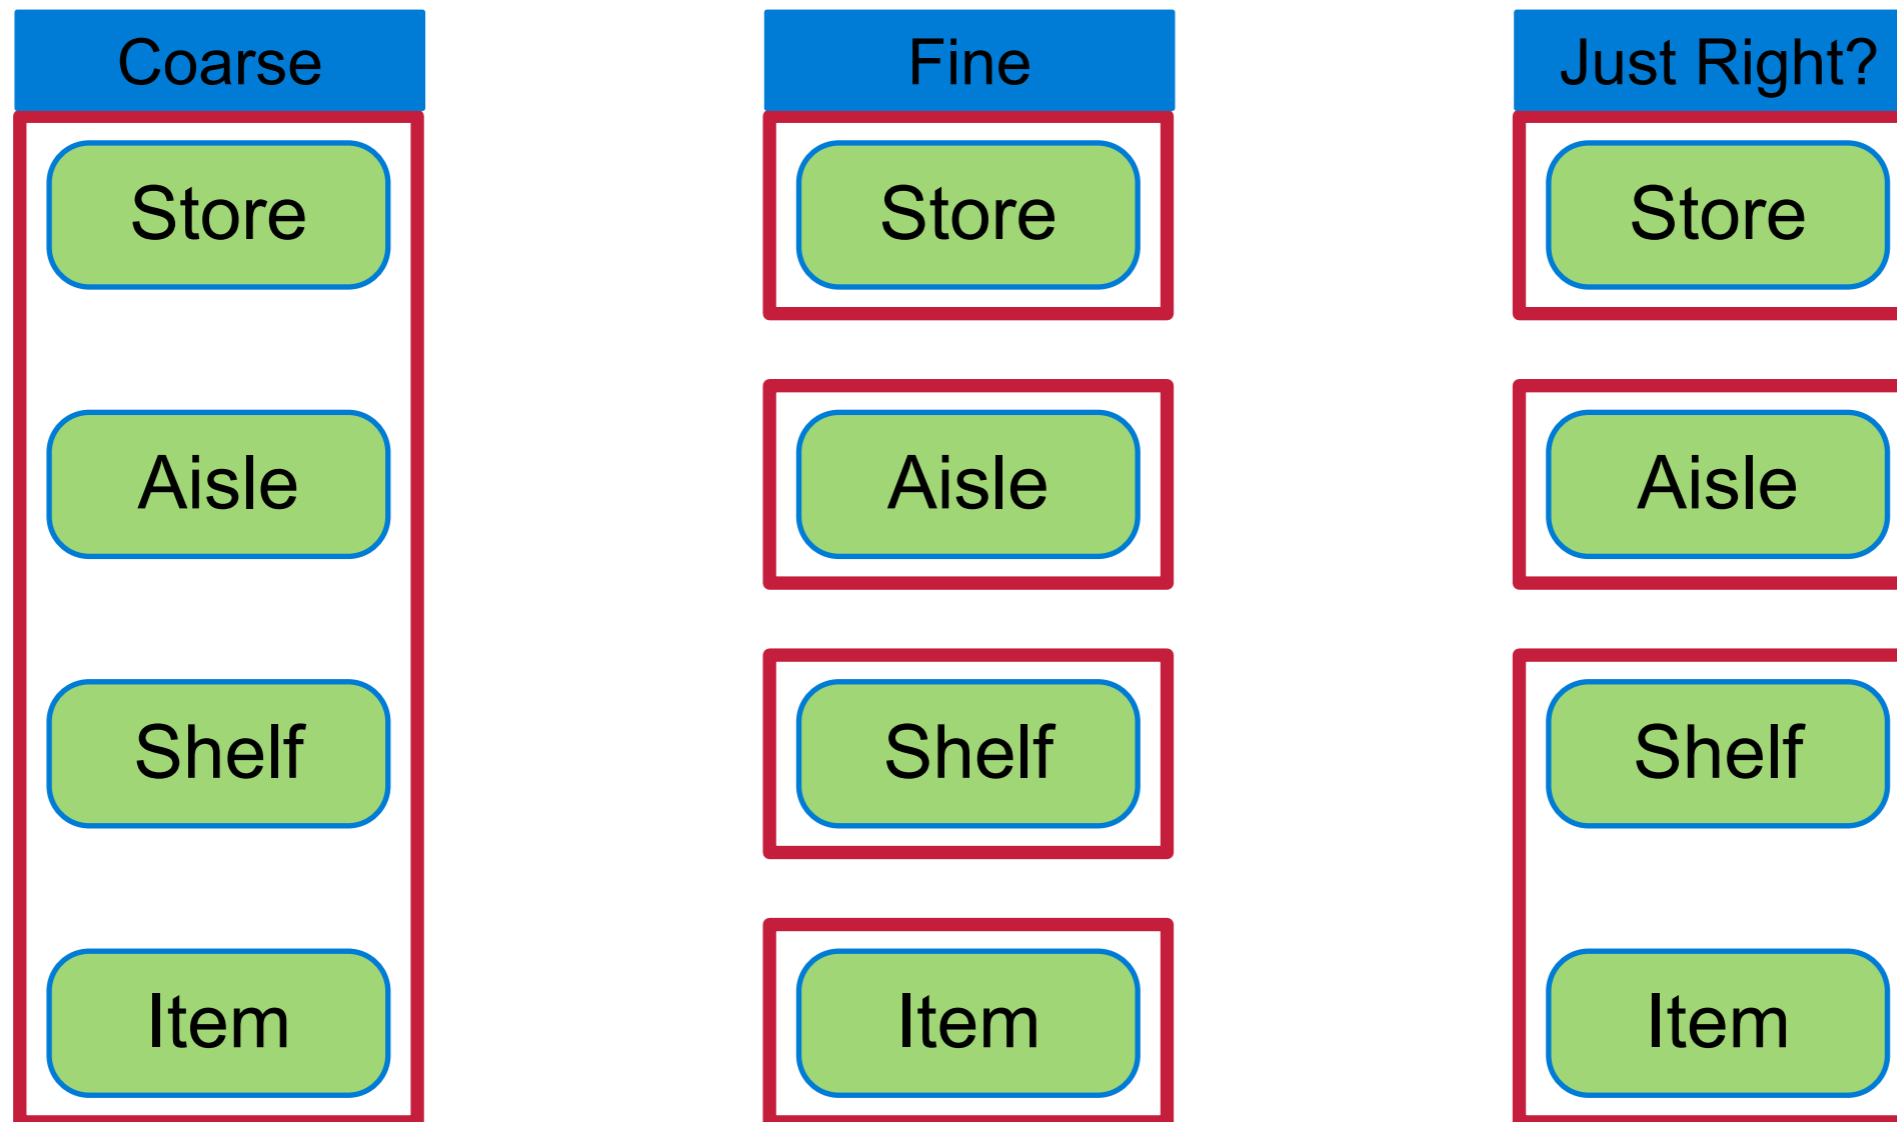 Coarse
Store
Aisle
Shelf
Item
Fine
Store
Aisle
Shelf
Item
Just Right?
Store
Aisle
Shelf
Item